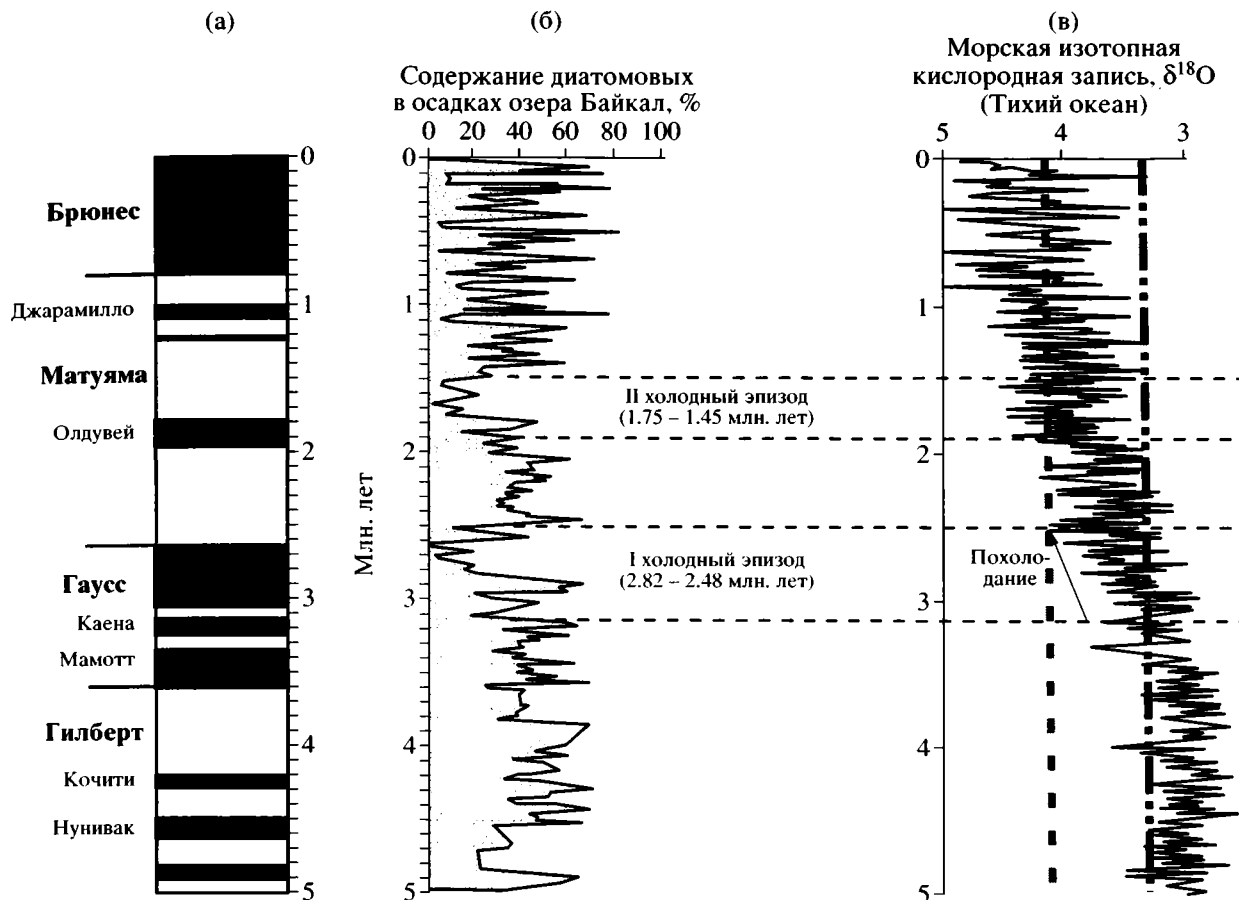 (а)
(б)
(в)
Содержание диатомовых
в осадках озера Байкал, %
Морская изотопная
кислородная запись, δ¹⁸O
(Тихий океан)
0 20 40 60 80 100
5 4 3
Брюнес
Джарамилло
Матуяма
Олдувей
Гаусс
Каена
Мамотт
Гилберт
Кочити
Нунивак
0
1
2
3
4
5
Млн. лет
0
1
2
3
4
5
II холодный эпизод
(1.75 – 1.45 млн. лет)
I холодный эпизод
(2.82 – 2.48 млн. лет)
0
1
2
3
4
5
Похоло-
дание